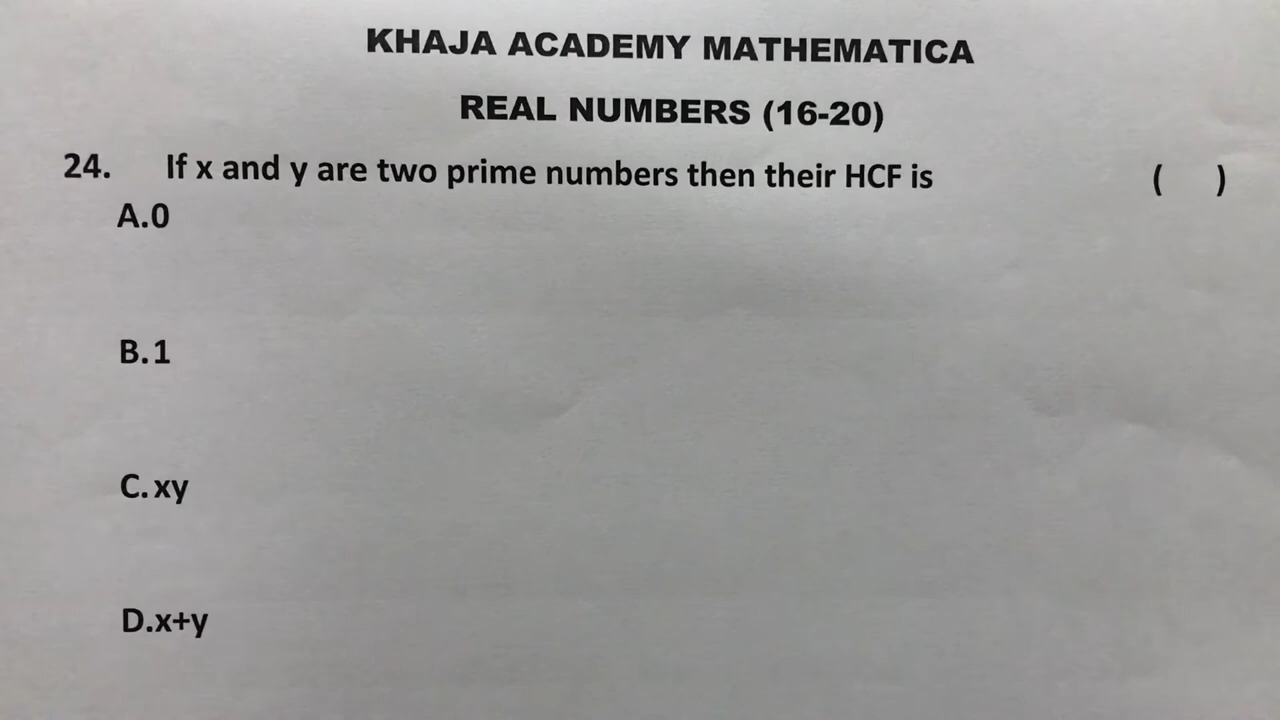 KHAJA ACADEMY MATHEMATICA
REAL NUMBERS (16-20)
24. If x and y are two prime numbers then their HCF is ( )
A.0
B.1
C.xy
D.x+y